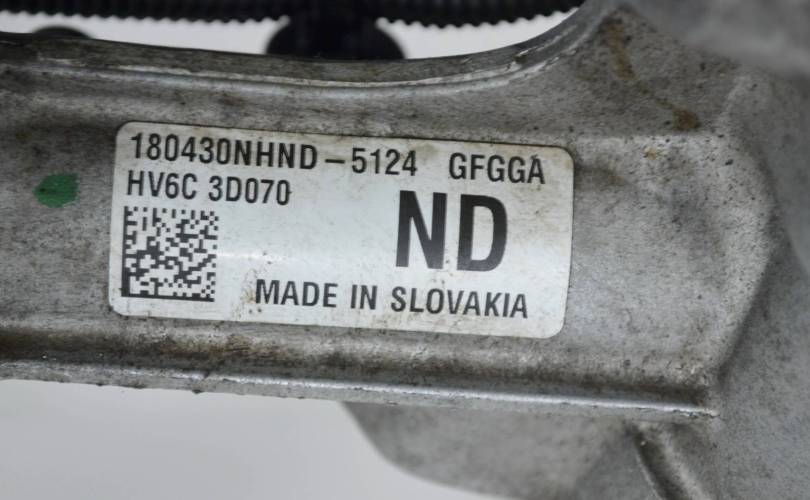 180430NHND-5124 GFGGA
HV6C 3D070
ND
MADE IN SLOVAKIA